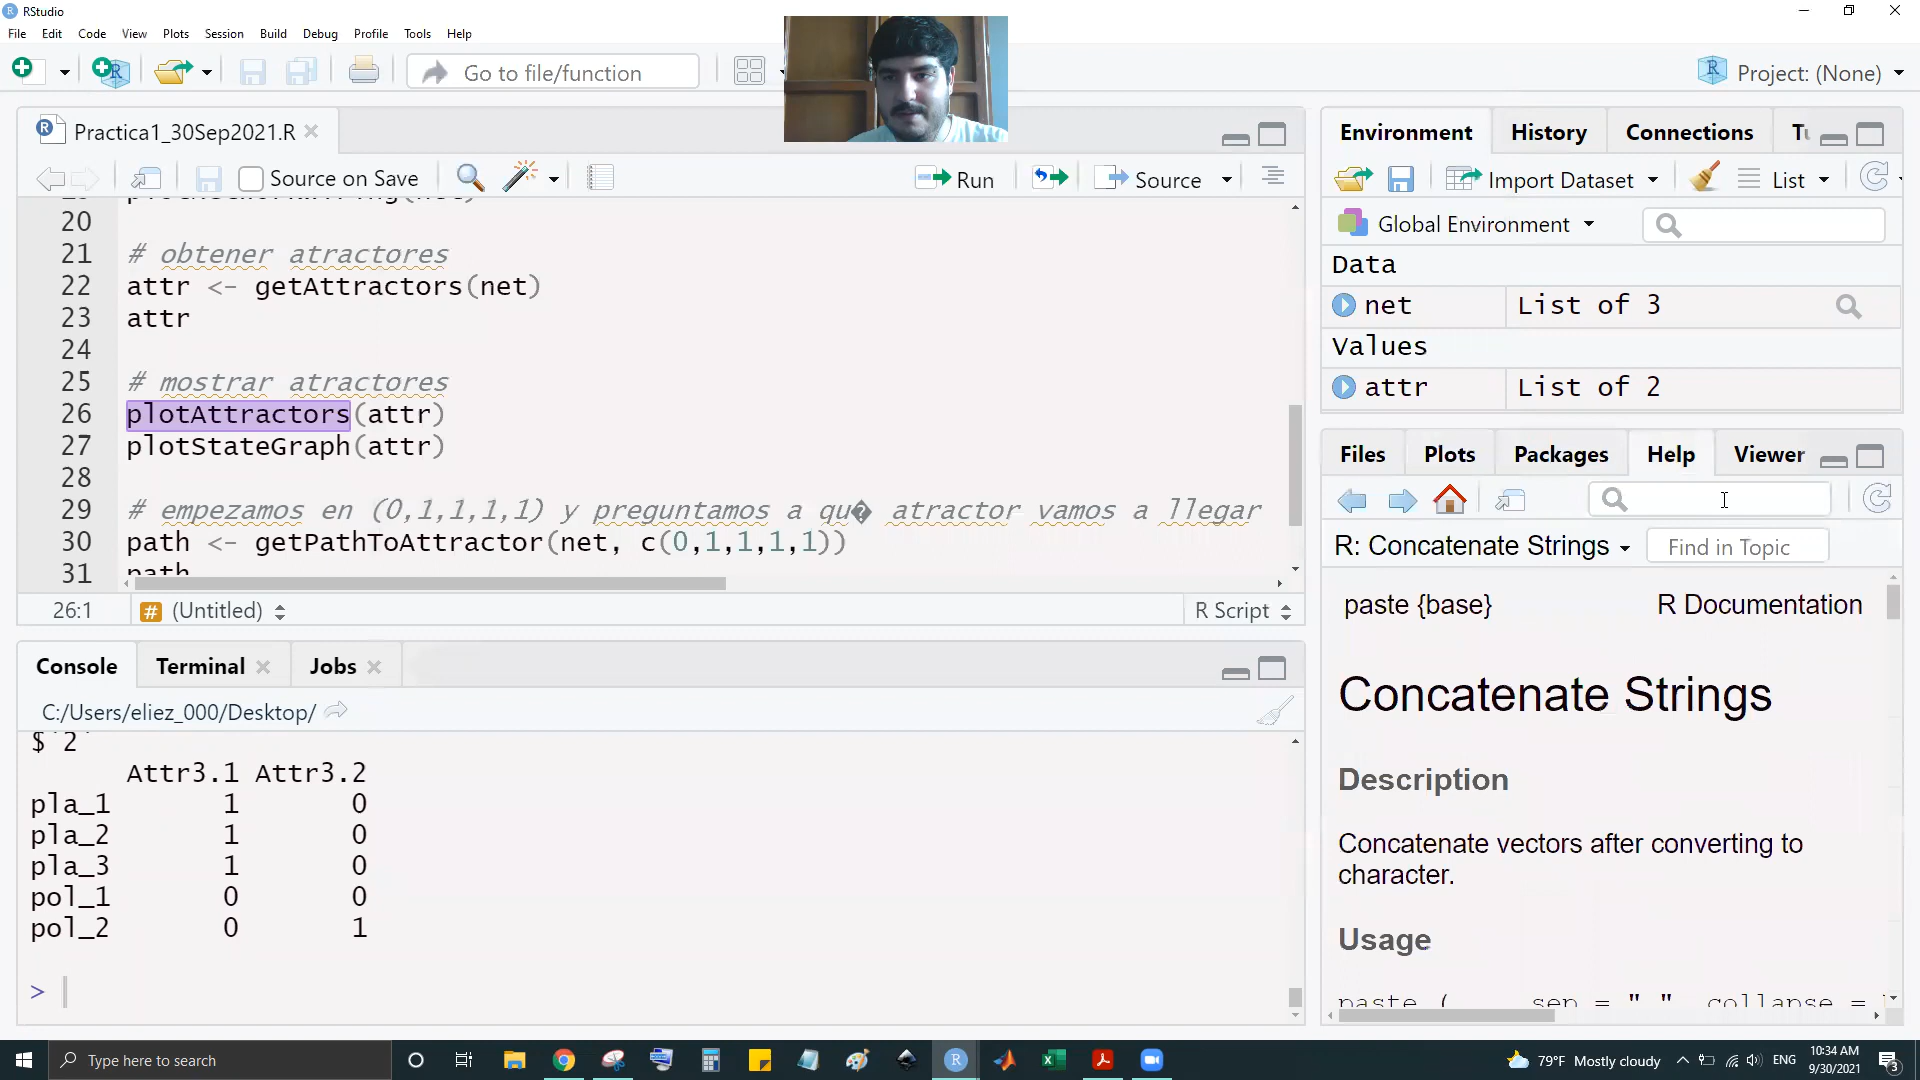 RStudio
File Edit Code View Plots Session Build Debug Profile Tools Help
Go to file/function
Project: (None)
Practica1_30Sep2021.R
Source on Save
Run
Source
20
21 # obtener atractores
22 attr <- getAttractors(net)
23 attr
24
25 # mostrar atractores
26 plotAttractors(attr)
27 plotStateGraph(attr)
28
29 # empezamos en (0,1,1,1,1) y preguntamos a qu� atractor vamos a llegar
30 path <- getPathToAttractor(net, c(0,1,1,1,1))
31 path
26:1 # (Untitled) R Script
Console Terminal Jobs
C:/Users/eliez_000/Desktop/
$`2`
Attr3.1 Attr3.2
pla_1 1 0
pla_2 1 0
pla_3 1 0
pol_1 0 0
pol_2 0 1
>
Environment History Connections
Import Dataset List
Global Environment
Data
net List of 3
Values
attr List of 2
Files Plots Packages Help Viewer
R: Concatenate Strings Find in Topic
paste {base} R Documentation
Concatenate Strings
Description
Concatenate vectors after converting to
character.
Usage
paste ( sep = " " collapse =
Type here to search
79°F Mostly cloudy ENG
10:34 AM
9/30/2021
3